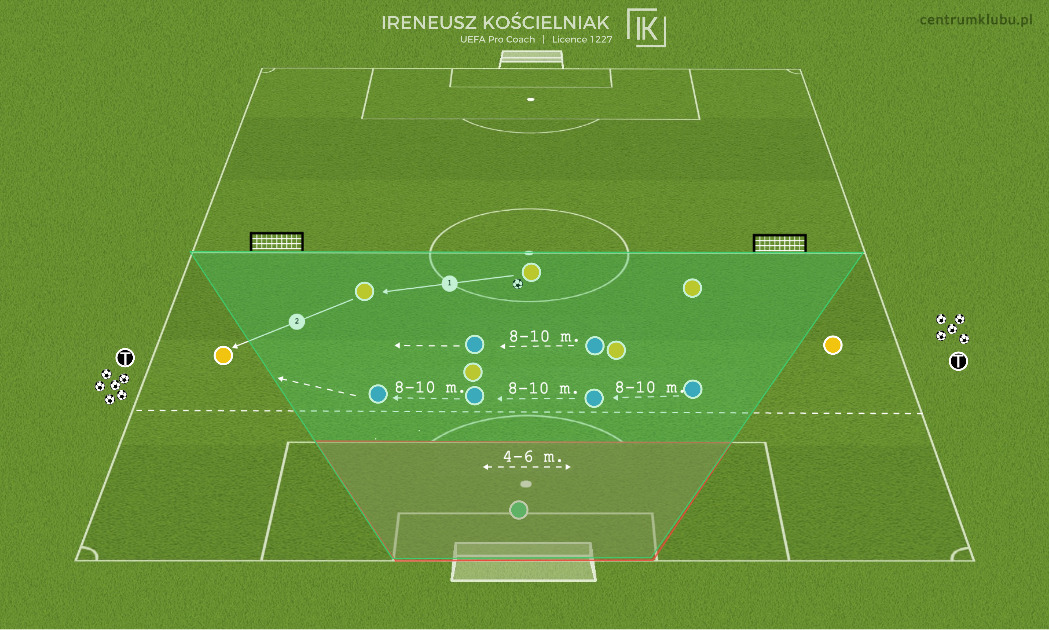 IRENEUSZ KOŚCIELNIAK
UEFA Pro Coach | Licence 1227
IK
centrumklubu.pl
1
2
8-10 m.
T
T
8-10 m.
8-10 m.
8-10 m.
4-6 m.